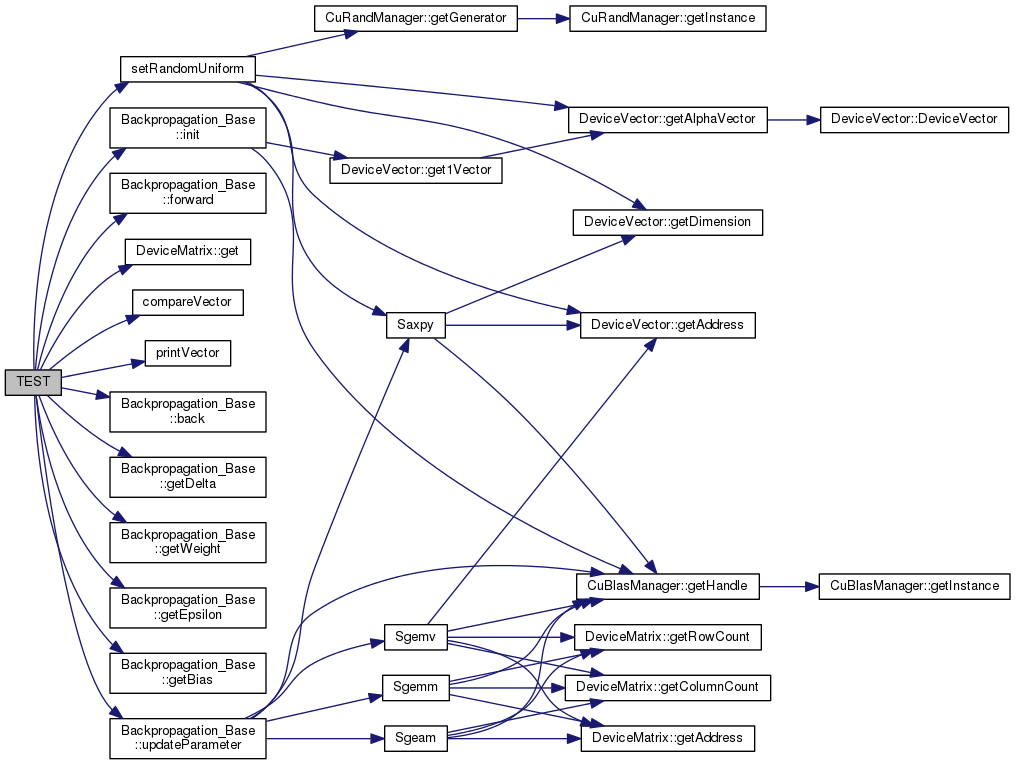 CuRandManager::getGenerator
CuRandManager::getInstance
setRandomUniform
Backpropagation_Base
::init
DeviceVector::getAlphaVector
DeviceVector::DeviceVector
DeviceVector::get1Vector
Backpropagation_Base
::forward
DeviceVector::getDimension
DeviceMatrix::get
compareVector
Saxpy
DeviceVector::getAddress
printVector
TEST
Backpropagation_Base
::back
Backpropagation_Base
::getDelta
Backpropagation_Base
::getWeight
CuBlasManager::getHandle
CuBlasManager::getInstance
Backpropagation_Base
::getEpsilon
Sgemv
DeviceMatrix::getRowCount
Backpropagation_Base
::getBias
Sgemm
DeviceMatrix::getColumnCount
Backpropagation_Base
::updateParameter
Sgeam
DeviceMatrix::getAddress